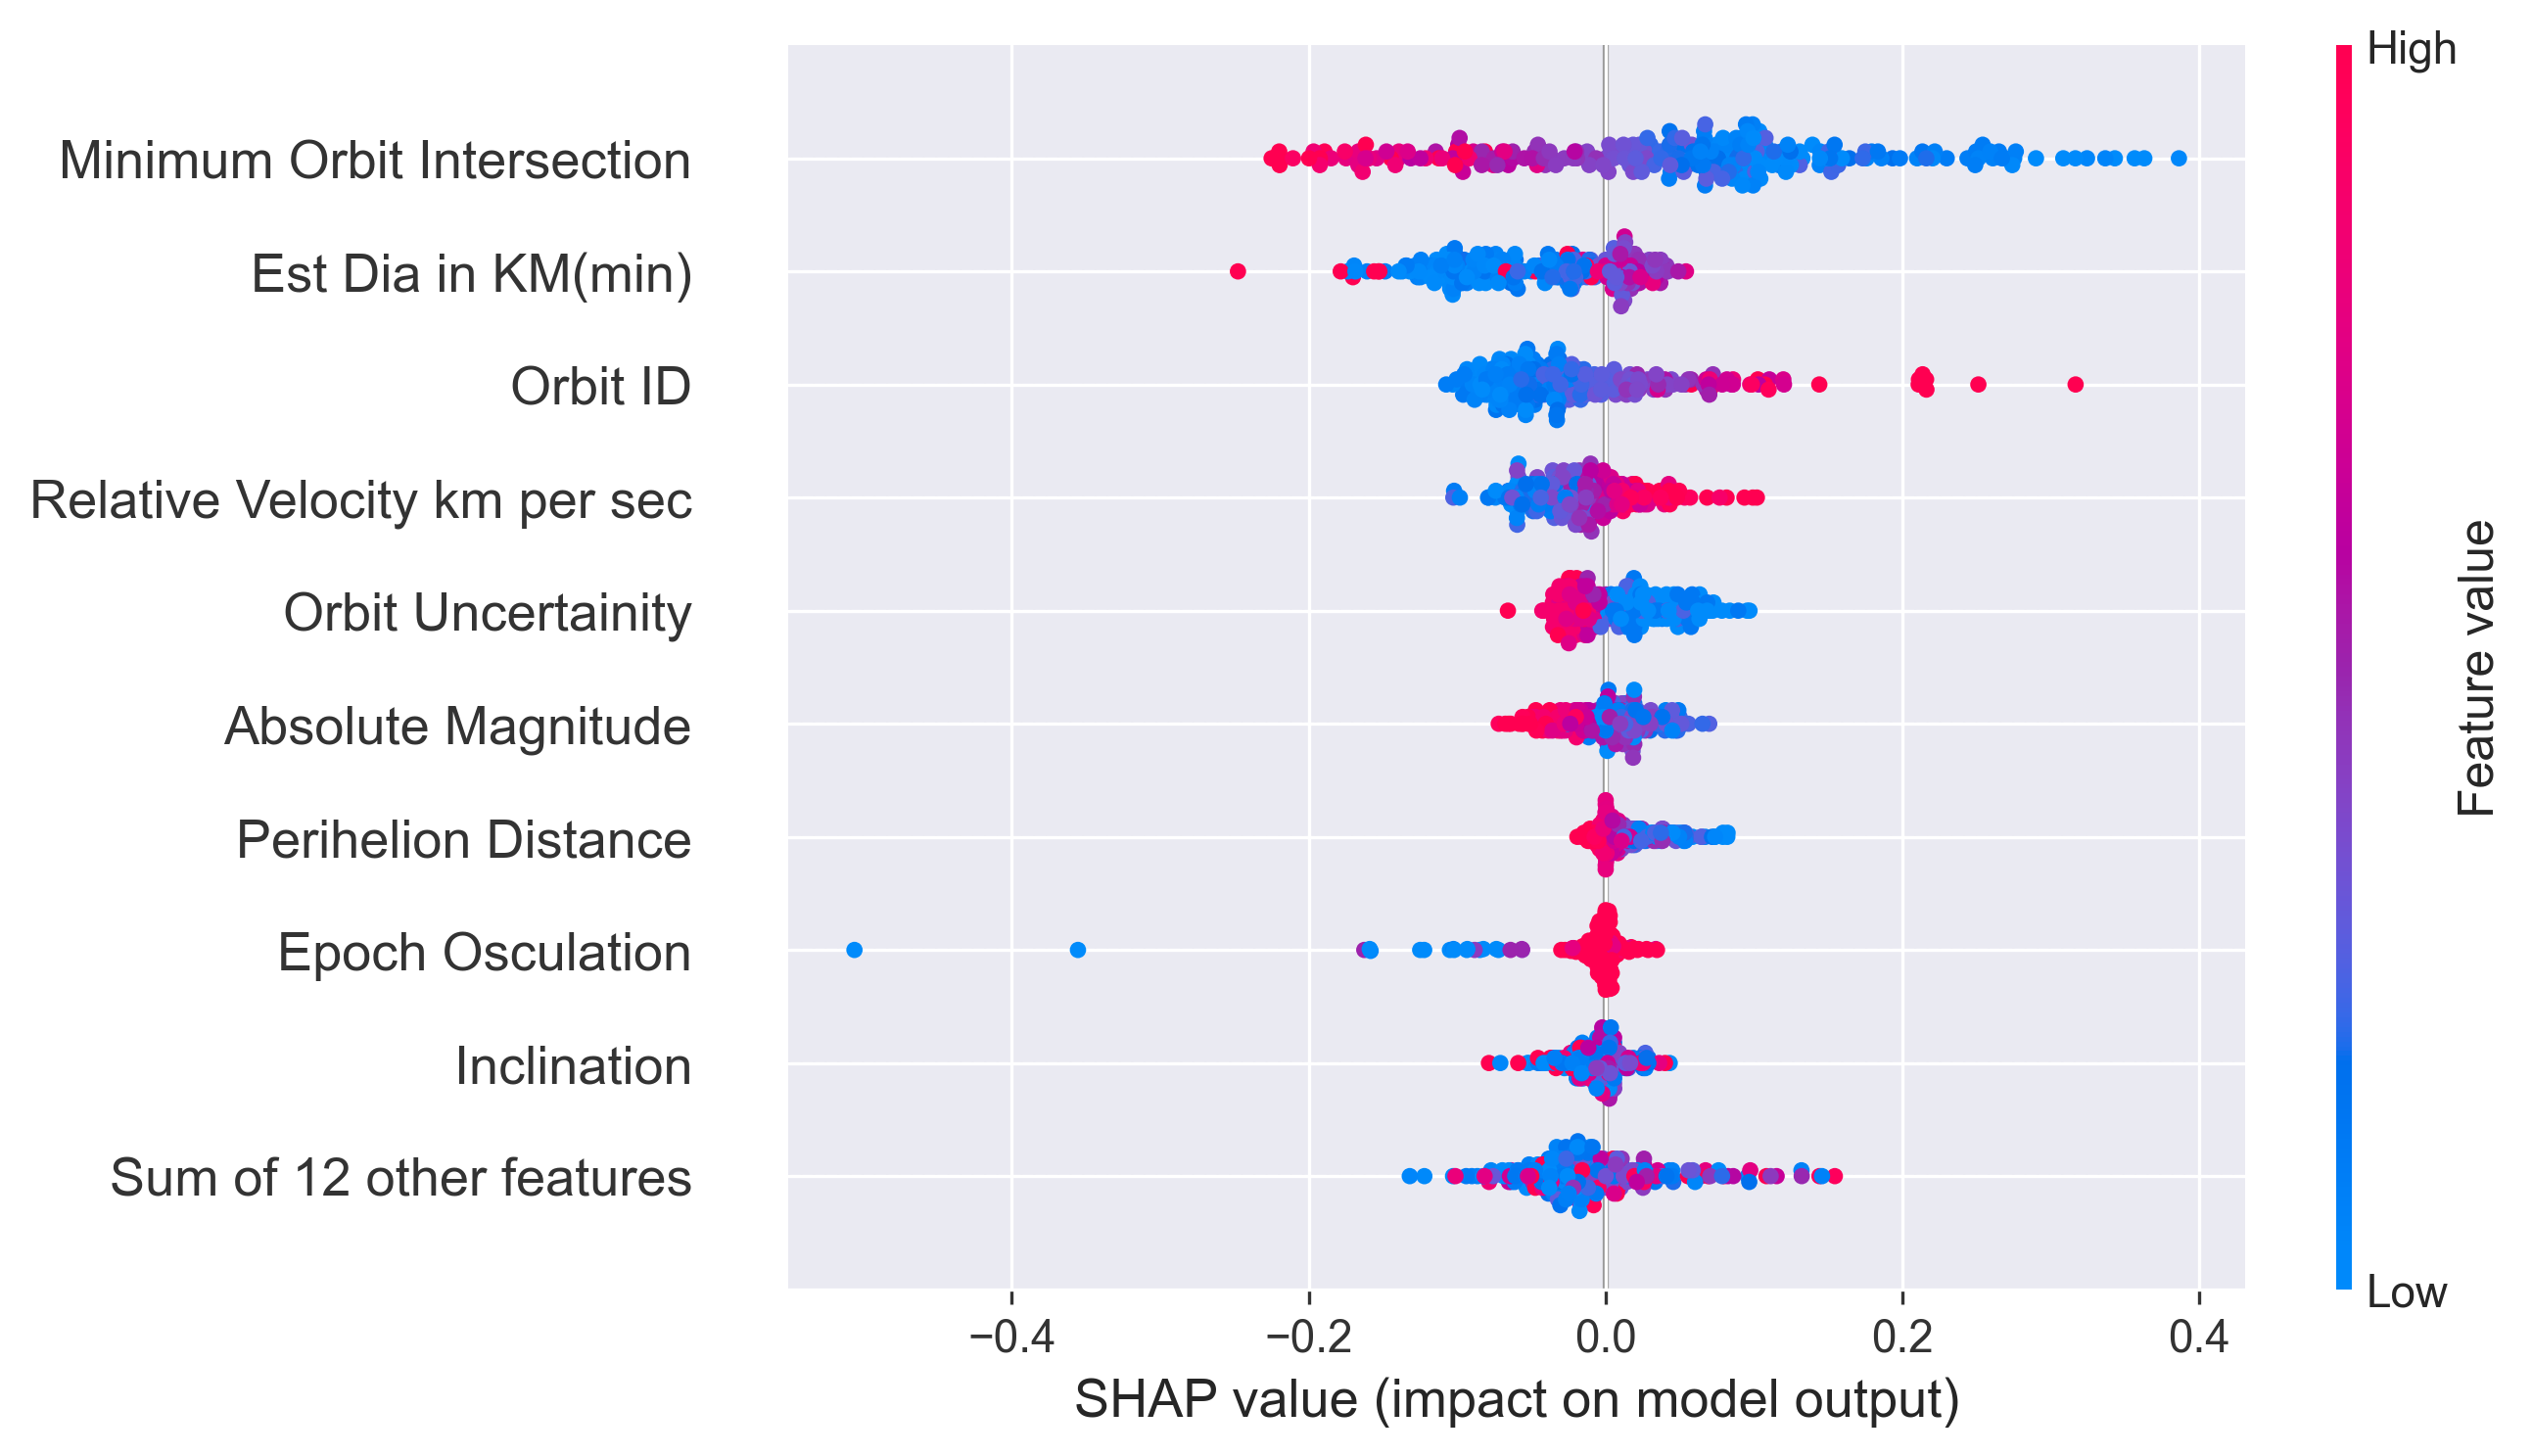 High
Minimum Orbit Intersection
Est Dia in KM(min)
Orbit ID
Relative Velocity km per sec
Orbit Uncertainity
Absolute Magnitude
Perihelion Distance
Epoch Osculation
Inclination
Sum of 12 other features
Feature value
Low
−0.4
−0.2
0.0
0.2
0.4
SHAP value (impact on model output)